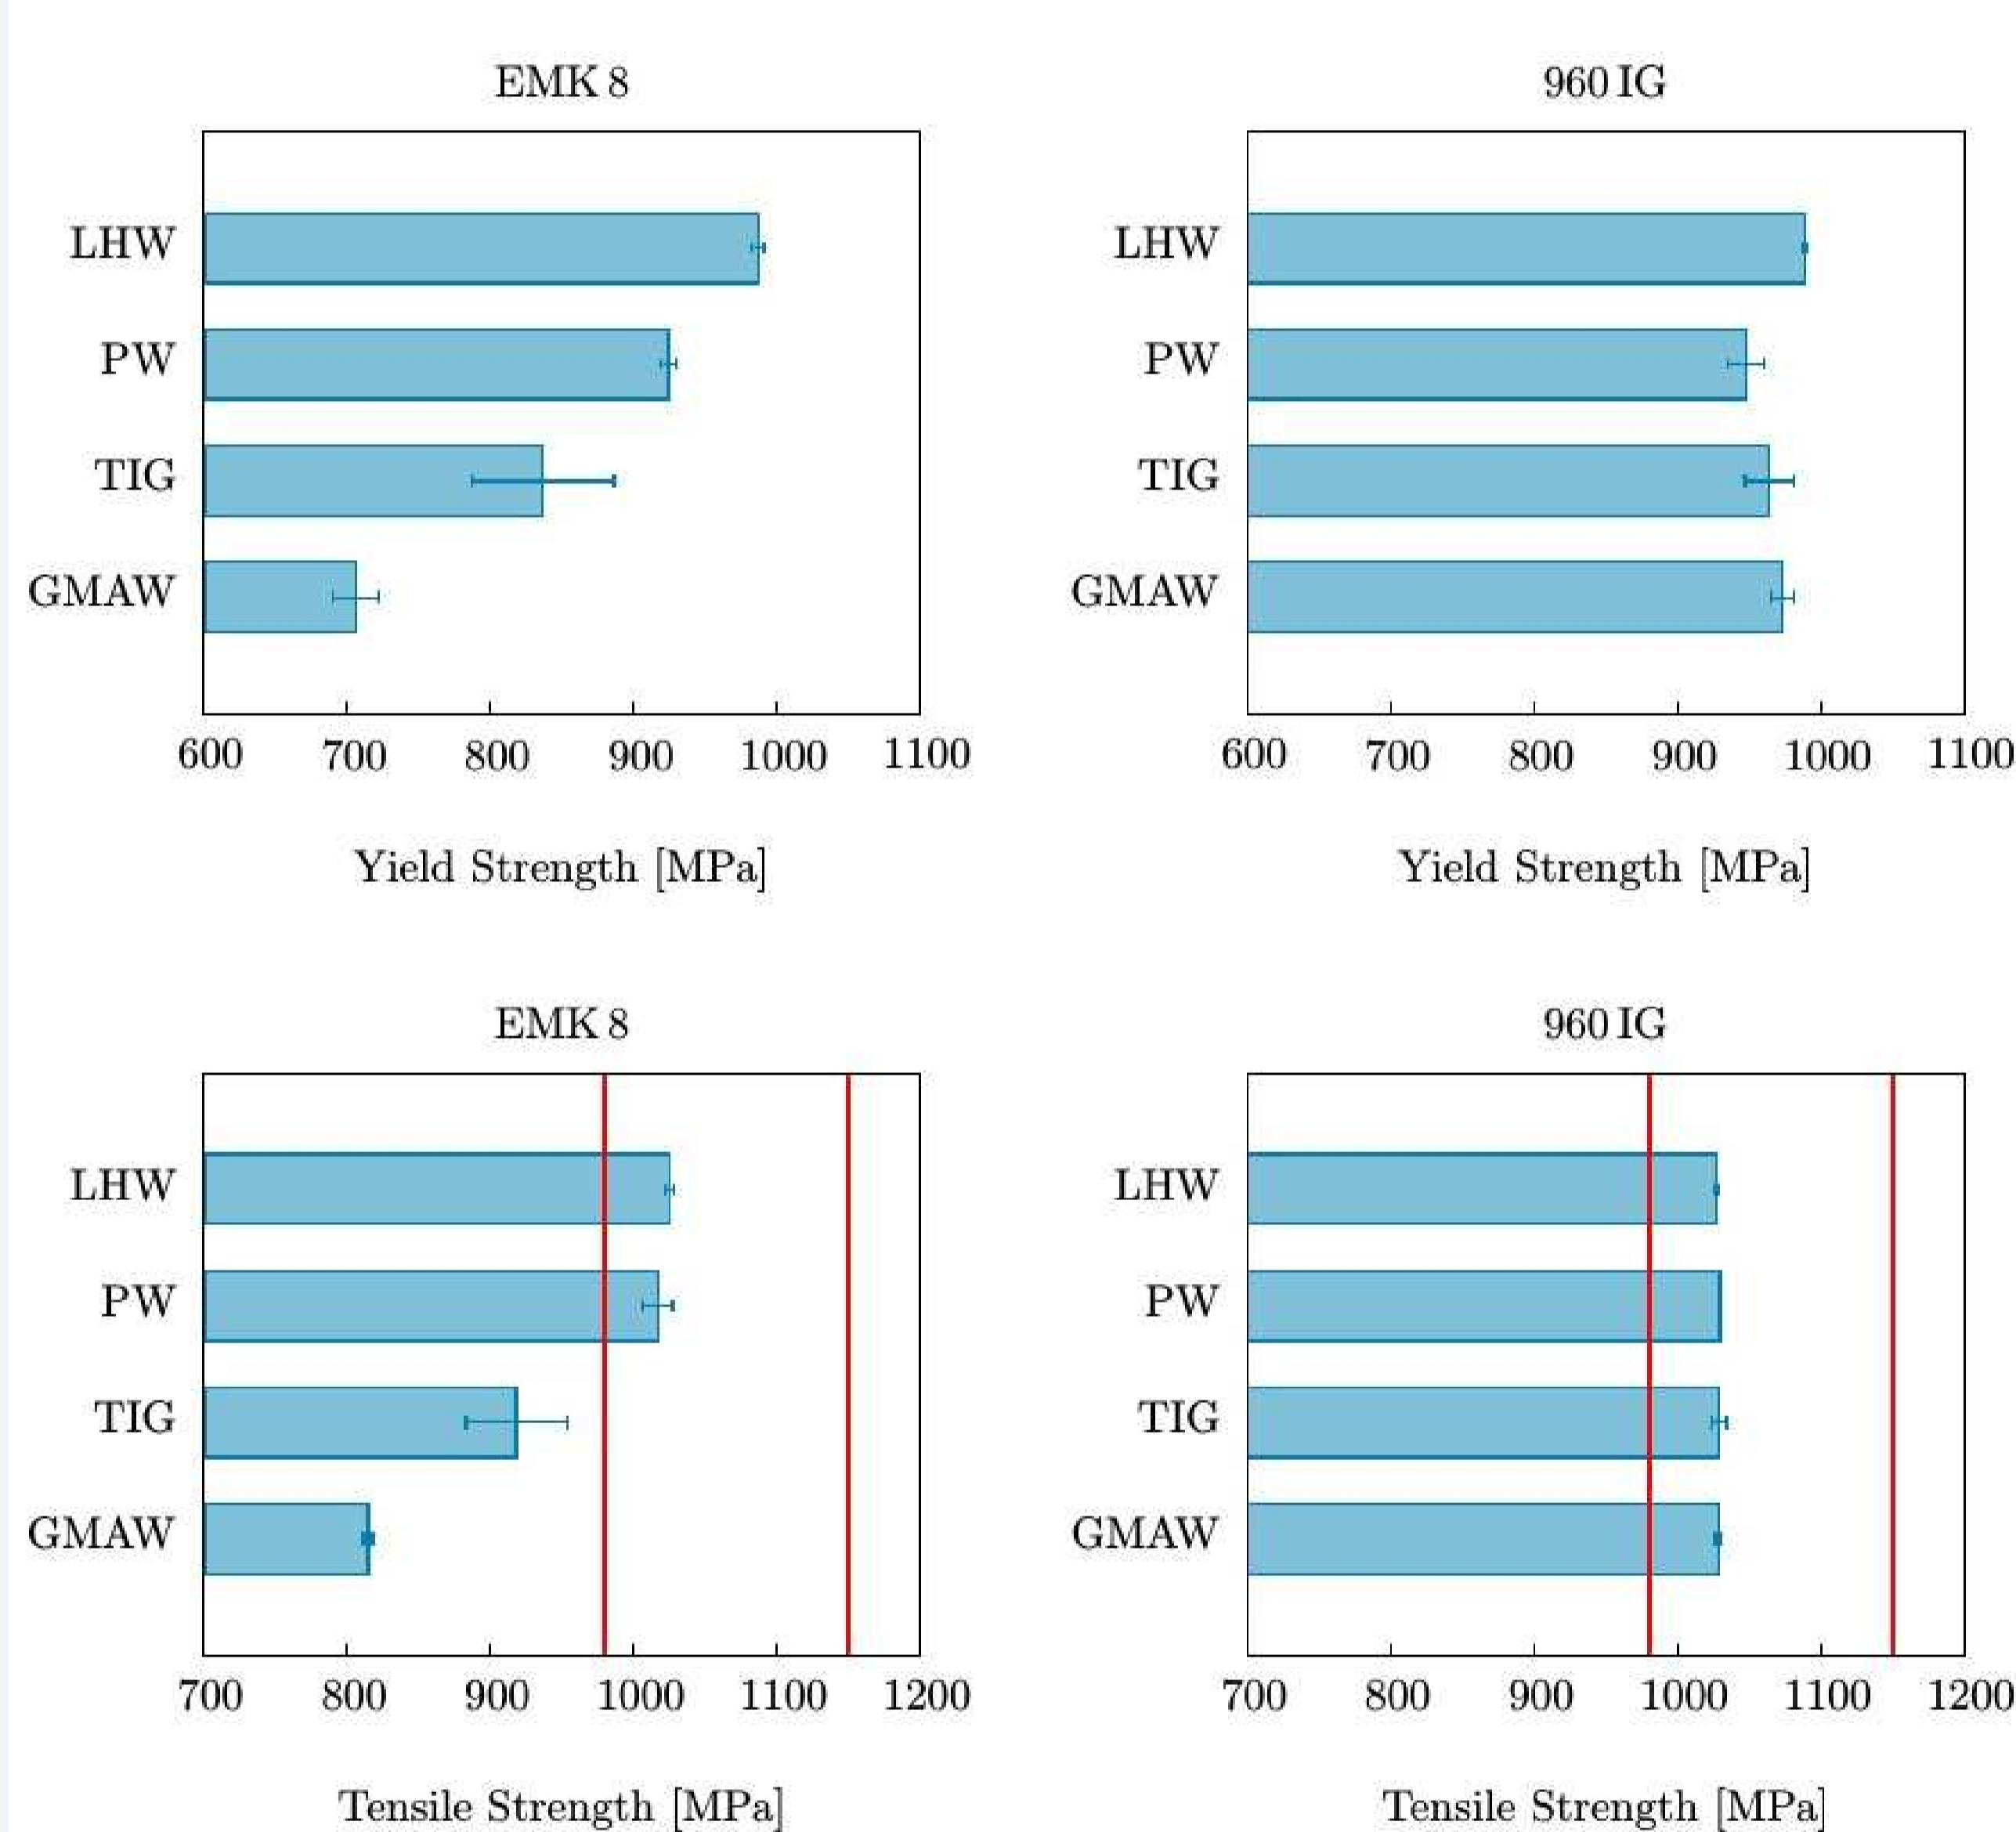 EMK 8
LHW
PW
TIG
GMAW
600 700 800 900 1000 1100
Yield Strength [MPa]
960 IG
LHW
PW
TIG
GMAW
600 700 800 900 1000 1100
Yield Strength [MPa]
EMK 8
LHW
PW
TIG
GMAW
700 800 900 1000 1100 1200
Tensile Strength [MPa]
960 IG
LHW
PW
TIG
GMAW
700 800 900 1000 1100 1200
Tensile Strength [MPa]